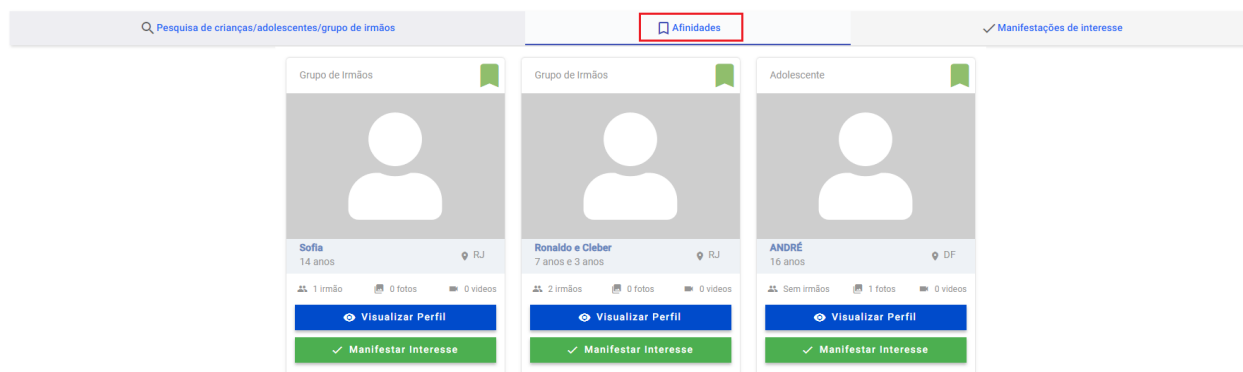 Pesquisa de crianças/adolescentes/grupo de irmãos
Afinidades
Manifestações de interesse
Grupo de Irmãos
Sofia
14 anos
RJ
1 irmão
0 fotos
0 videos
Visualizar Perfil
Manifestar Interesse
Grupo de Irmãos
Ronaldo e Cleber
7 anos e 3 anos
RJ
2 irmãos
0 fotos
0 videos
Visualizar Perfil
Manifestar Interesse
Adolescente
ANDRÉ
16 anos
DF
Sem irmãos
1 fotos
0 videos
Visualizar Perfil
Manifestar Interesse